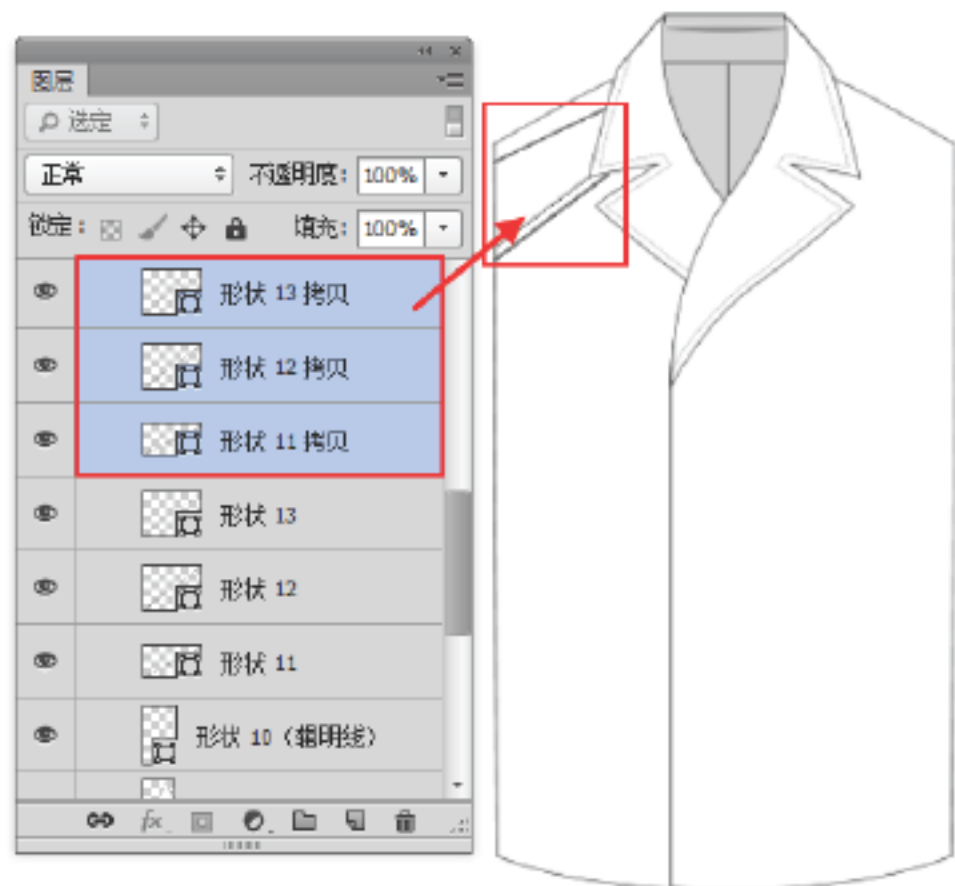 图层
选定
正常 不透明度: 100%
锁定: 填充: 100%
形状 13 拷贝
形状 12 拷贝
形状 11 拷贝
形状 13
形状 12
形状 11
形状 10（辑明线）
fx